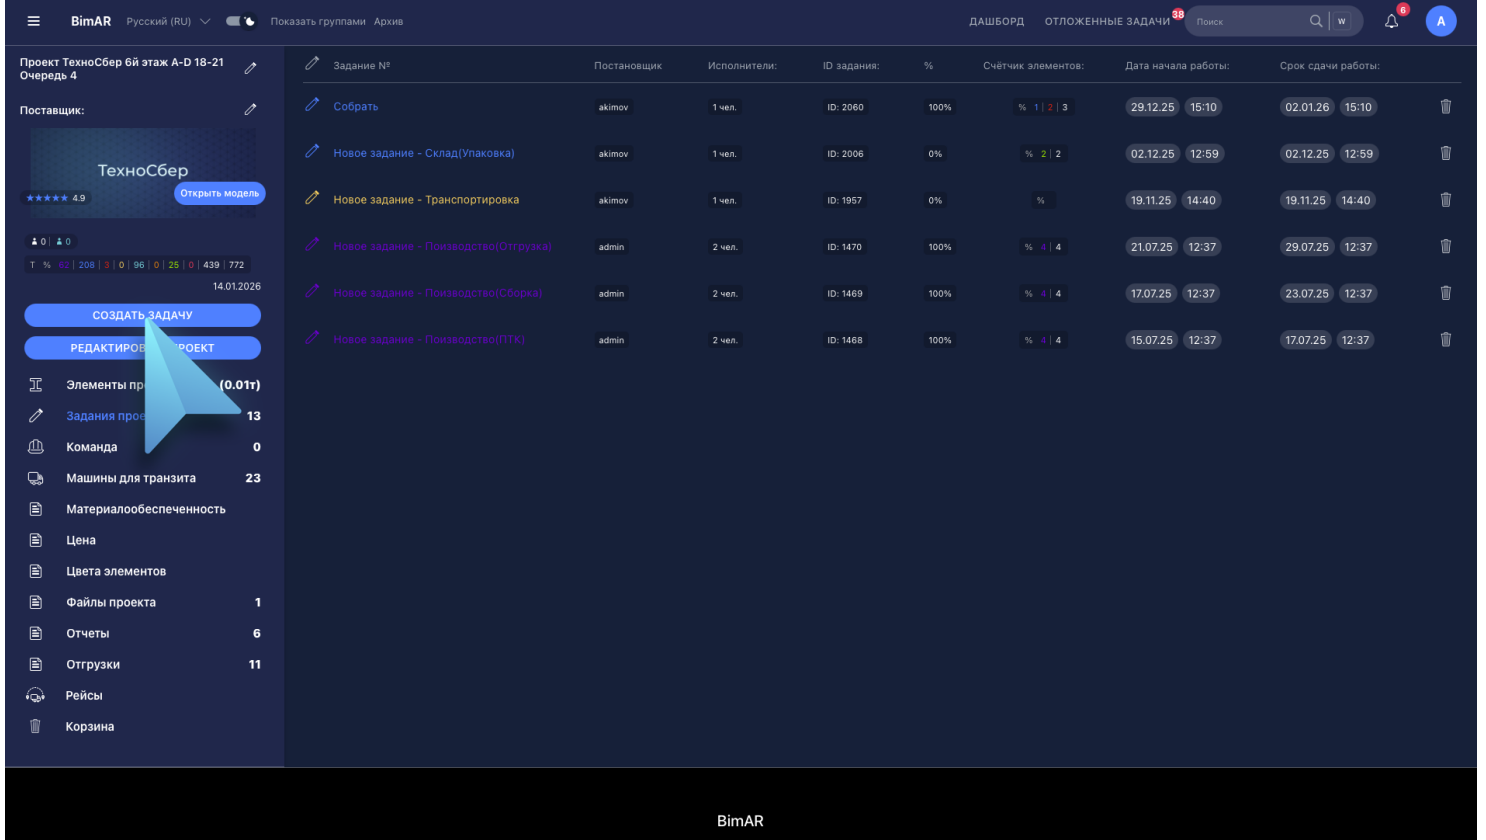 BimAR Русский (RU) Показать группами Архив ДАШБОРД ОТЛОЖЕННЫЕ ЗАДАЧИ 38 Поиск W 6 A
Проект ТехноСбер 6й этаж A-D 18-21
Очередь 4
Поставщик:
ТехноСбер
★★★★★ 4.9 Открыть модель
0 | 0
T % 92 | 208 | 3 | 0 | 96 | 0 | 25 | 0 | 439 | 772
14.01.2026
СОЗДАТЬ ЗАДАЧУ
РЕДАКТИРОВ РОЕКТ
Элементы пр (0.01т)
Задания прое 13
Команда 0
Машины для транзита 23
Материалообеспеченность
Цена
Цвета элементов
Файлы проекта 1
Отчеты 6
Отгрузки 11
Рейсы
Корзина
Задание № Постановщик Исполнители: ID задания: % Счётчик элементов: Дата начала работы: Срок сдачи работы:
Собрать akimov 1 чел. ID: 2060 100% % 1 | 2 | 3 29.12.25 15:10 02.01.26 15:10
Новое задание - Склад(Упаковка) akimov 1 чел. ID: 2006 0% % 2 | 2 02.12.25 12:59 02.12.25 12:59
Новое задание - Транспортировка akimov 1 чел. ID: 1957 0% % 19.11.25 14:40 19.11.25 14:40
Новое задание - Поизводство(Отгрузка) admin 2 чел. ID: 1470 100% % 4 | 4 21.07.25 12:37 29.07.25 12:37
Новое задание - Поизводство(Сборка) admin 2 чел. ID: 1469 100% % 4 | 4 17.07.25 12:37 23.07.25 12:37
Новое задание - Поизводство(ПТК) admin 2 чел. ID: 1468 100% % 4 | 4 15.07.25 12:37 17.07.25 12:37
BimAR